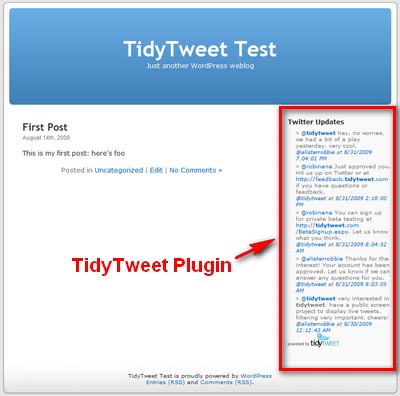 TidyTweet Test
Just another WordPress weblog
First Post
August 14th, 2009
This is my first post: here's foo
Posted in Uncategorized | Edit | No Comments »
TidyTweet Plugin
Twitter Updates
» @tidytweet hey, no worries.
we had a bit of a play
yesterday. very cool.
@alisterrobbie at 8/31/2009
7:04:01 PM
» @robinana Just approved you.
Hit us up on Twitter or at
http://feedback.tidytweet.com
if you have questions or
feedback.
@tidytweet at 8/31/2009 2:18:00
PM
» @robinana You can sign up
for private beta testing at
http://tidytweet.com
/BetaSignup.aspx. Let us know
what you think.
@tidytweet at 8/31/2009 8:04:52
AM
» @alisterrobbie Thanks for the
interest! Your account has been
approved. Let us know if we can
answer any questions for you.
@tidytweet at 8/31/2009 8:03:05
AM
» @tidytweet very interested in
tidytweet. have a public screen
project to display live tweets.
filtering very important. cheers!
@alisterrobbie at 8/30/2009
12:12:43 AM
powered by tidyTWEET
TidyTweet Test is proudly powered by WordPress
Entries (RSS) and Comments (RSS).